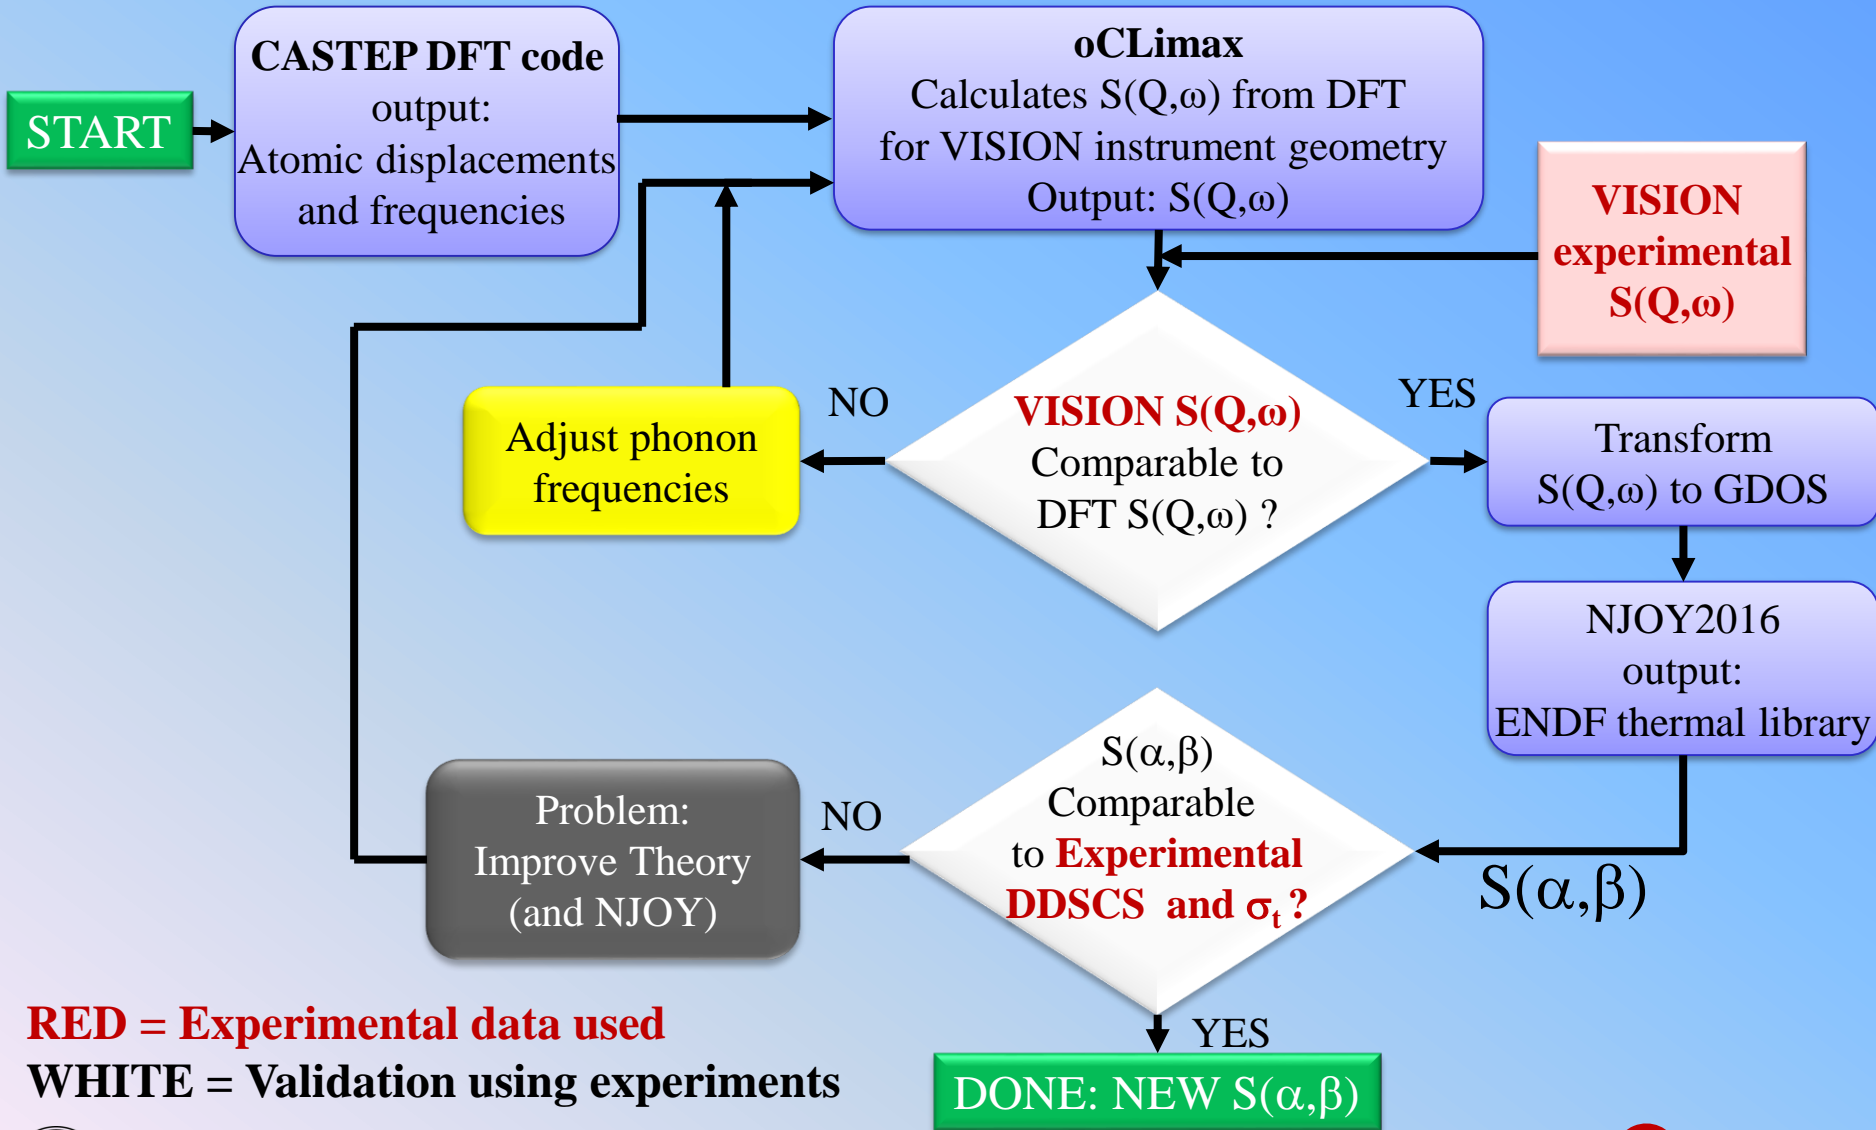 START
CASTEP DFT code
output:
Atomic displacements
and frequencies
oCLimax
Calculates S(Q,ω) from DFT
for VISION instrument geometry
Output: S(Q,ω)
VISION
experimental
S(Q,ω)
NO
VISION S(Q,ω)
Comparable to
DFT S(Q,ω) ?
YES
Adjust phonon
frequencies
Transform
S(Q,ω) to GDOS
NJOY2016
output:
ENDF thermal library
S(α,β)
S(α,β)
Comparable
to Experimental
DDSCS and σt ?
NO
Problem:
Improve Theory
(and NJOY)
YES
DONE: NEW S(α,β)
RED = Experimental data used
WHITE = Validation using experiments